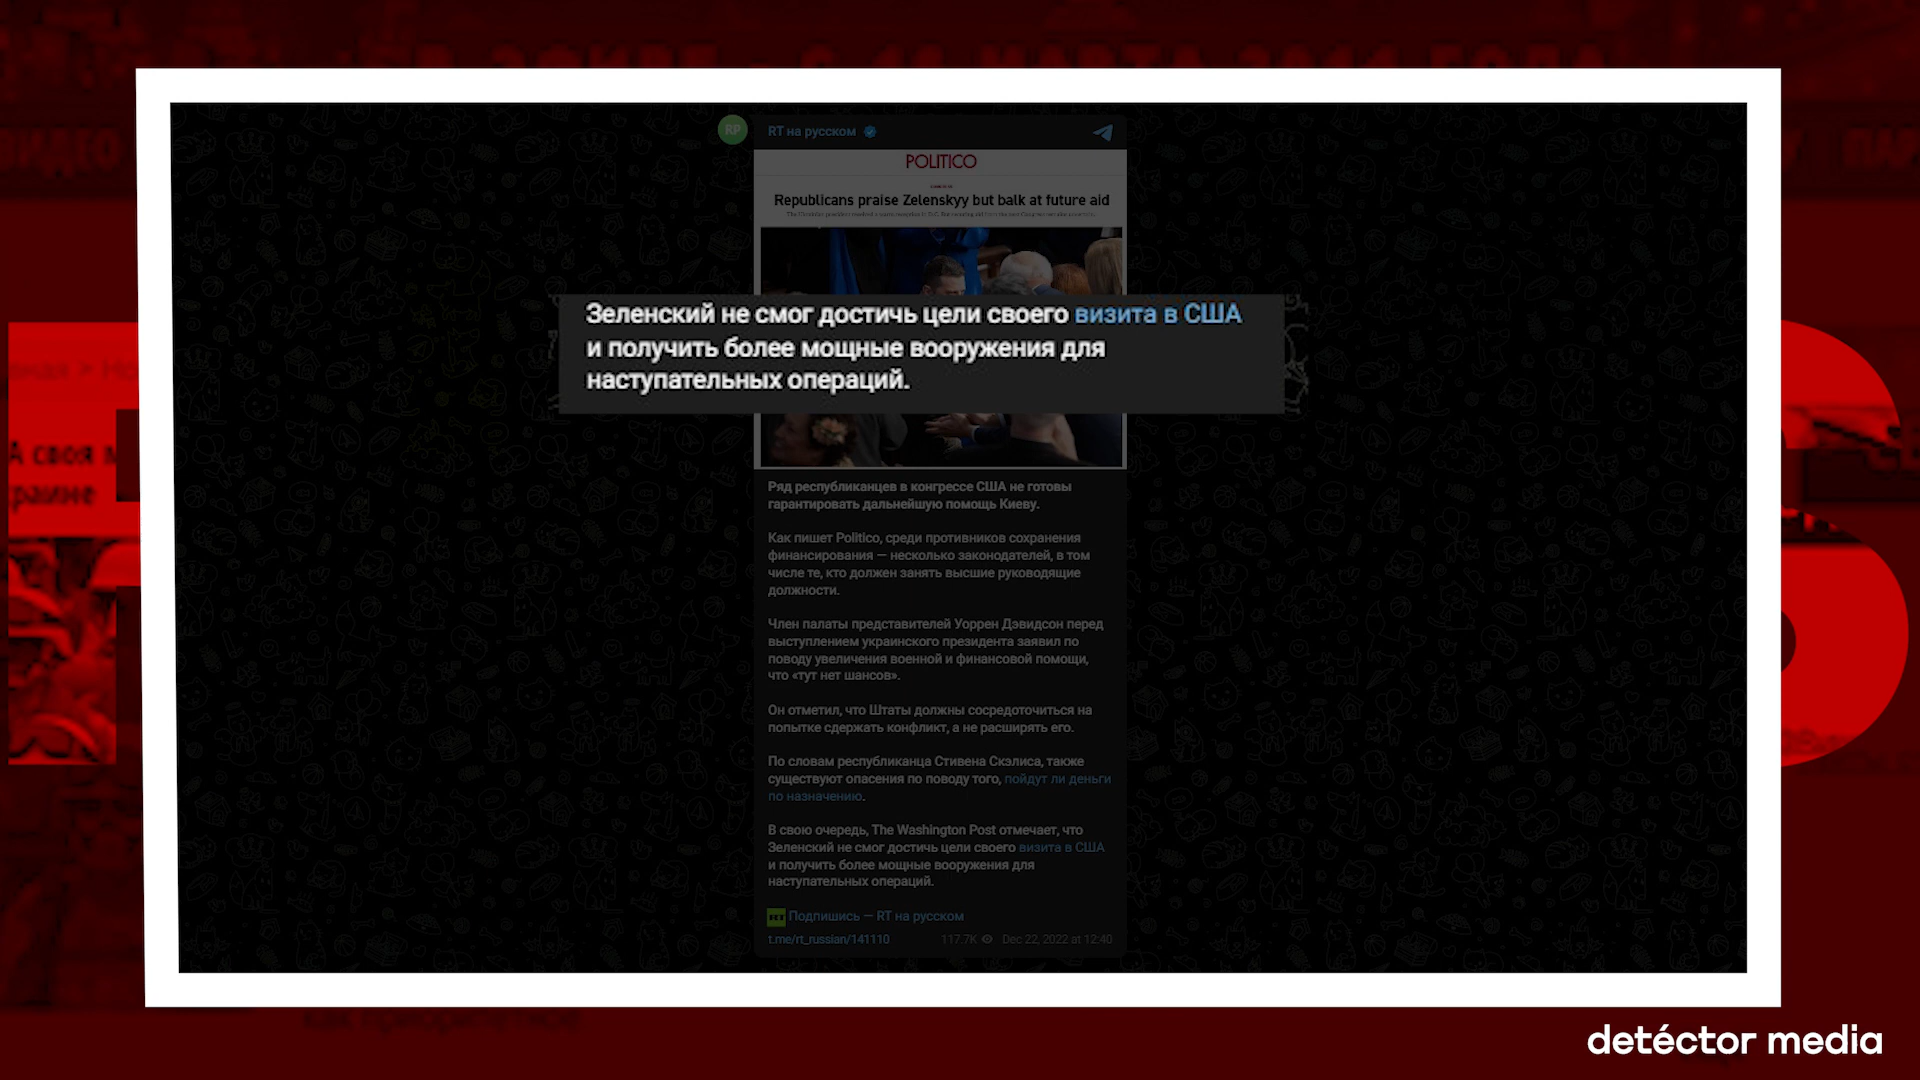 RP
RT на русском
POLITICO
Republicans praise Zelenskyy but balk at future aid
Зеленский не смог достичь цели своего визита в США
и получить более мощные вооружения для
наступательных операций.
Ряд республиканцев в конгрессе США не готовы
гарантировать дальнейшую помощь Киеву.
Как пишет Politico, среди противников сохранения
финансирования — несколько законодателей, в том
числе те, кто должен занять высшие руководящие
должности.
Член палаты представителей Уоррен Дэвидсон перед
выступлением украинского президента заявил по
поводу увеличения военной и финансовой помощи,
что «тут нет шансов».
Он отметил, что Штаты должны сосредоточиться на
попытке сдержать конфликт, а не расширять его.
По словам республиканца Стивена Скэлиса, также
существуют опасения по поводу того, пойдут ли деньги
по назначению.
В свою очередь, The Washington Post отмечает, что
Зеленский не смог достичь цели своего визита в США
и получить более мощные вооружения для
наступательных операций.
RT Подпишись — RT на русском
t.me/rt_russian/141110 117.7K Dec 22, 2022 at 12:40
ВИДЕО
А своя
detéctor media